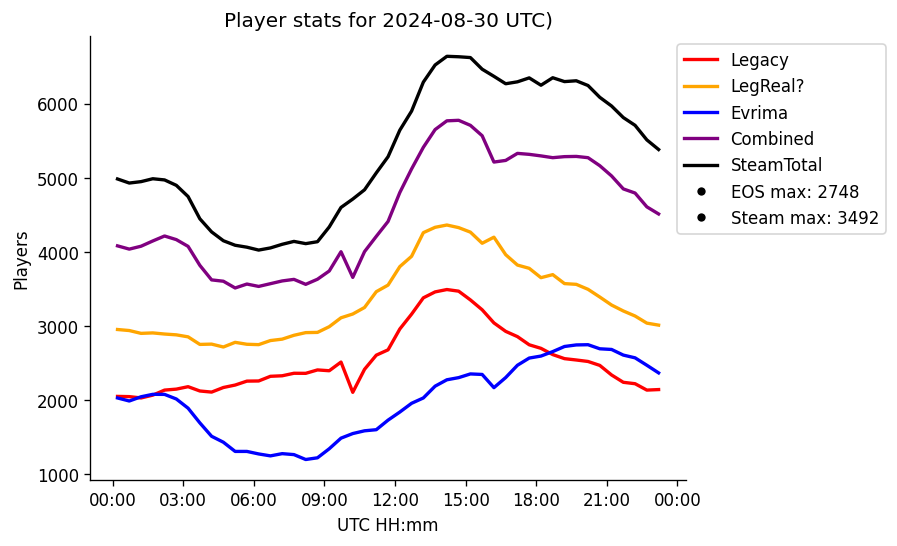 Player stats for 2024-08-30 UTC)
Legacy
LegReal?
Evrima
Combined
SteamTotal
EOS max: 2748
Steam max: 3492
Players
6000
5000
4000
3000
2000
1000
00:00 03:00 06:00 09:00 12:00 15:00 18:00 21:00 00:00
UTC HH:mm